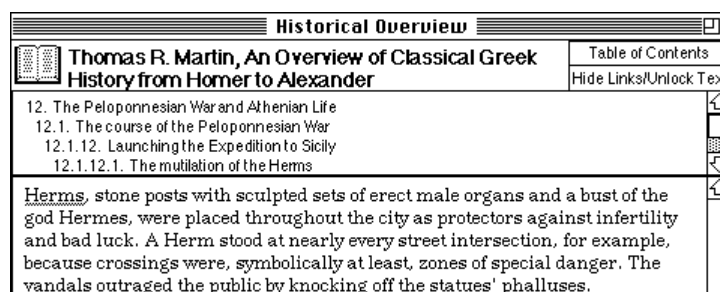 Historical Overview
Thomas R. Martin, An Overview of Classical Greek
History from Homer to Alexander
Table of Contents
Hide Links/Unlock Tex
12. The Peloponnesian War and Athenian Life
12.1. The course of the Peloponnesian War
12.1.12. Launching the Expedition to Sicily
12.1.12.1. The mutilation of the Herms
Herms, stone posts with sculpted sets of erect male organs and a bust of the
god Hermes, were placed throughout the city as protectors against infertility
and bad luck. A Herm stood at nearly every street intersection, for example,
because crossings were, symbolically at least, zones of special danger. The
vandals outraged the public by knocking off the statues' phalluses.